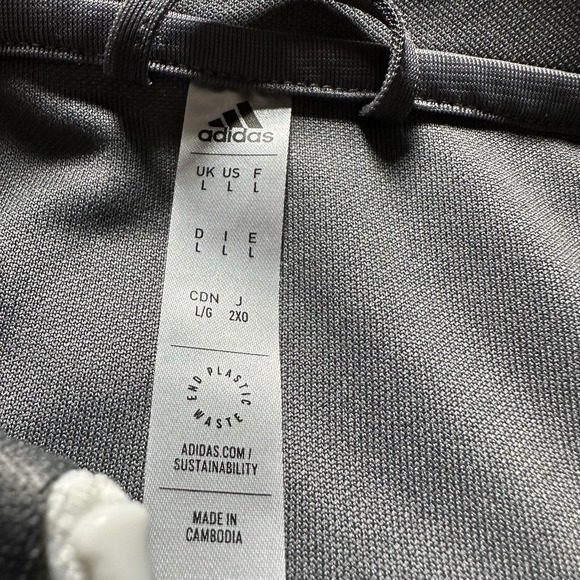 adidas
UK US F
L L L
D I E
L L L
CDN J
L/G 2XO
END PLASTIC WASTE
ADIDAS.COM/
SUSTAINABILITY
MADE IN
CAMBODIA